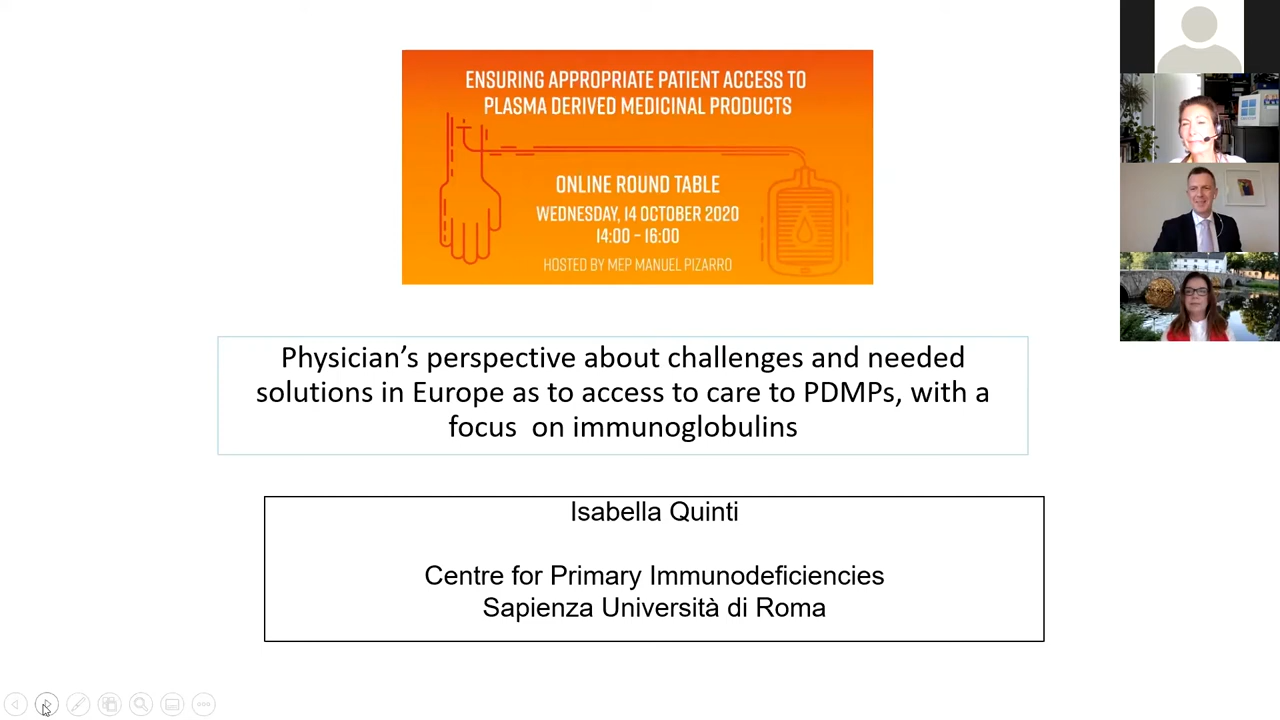 ENSURING APPROPRIATE PATIENT ACCESS TO
PLASMA DERIVED MEDICINAL PRODUCTS
ONLINE ROUND TABLE
WEDNESDAY, 14 OCTOBER 2020
14:00 – 16:00
HOSTED BY MEP MANUEL PIZARRO
Physician’s perspective about challenges and needed
solutions in Europe as to access to care to PDMPs, with a
focus on immunoglobulins
Isabella Quinti
Centre for Primary Immunodeficiencies
Sapienza Università di Roma